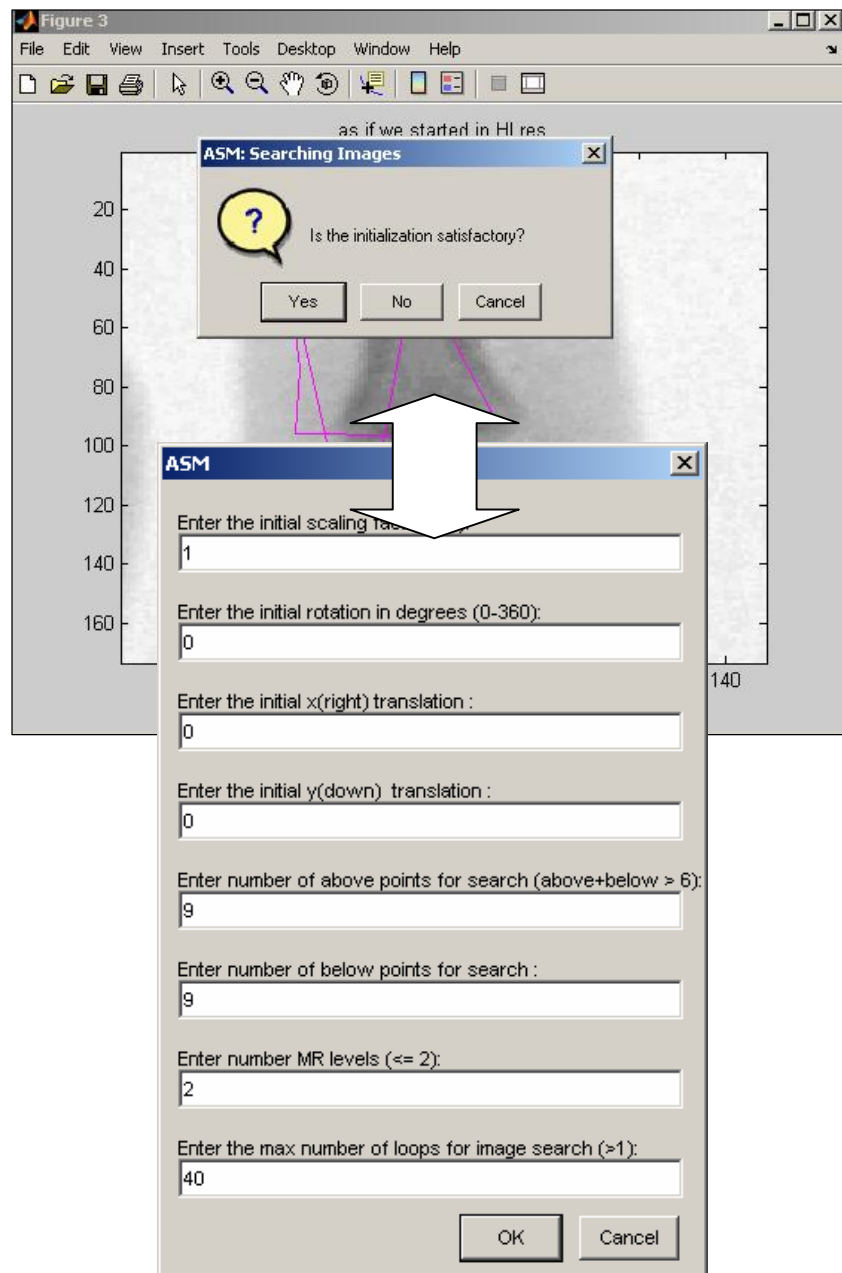 Figure 3
File Edit View Insert Tools Desktop Window Help
as if we started in HI res
ASM: Searching Images
?
Is the initialization satisfactory?
Yes No Cancel
20
40
60
80
100
120
140
160
140
ASM
Enter the initial scaling
1
Enter the initial rotation in degrees (0-360):
0
Enter the initial x(right) translation :
0
Enter the initial y(down) translation :
0
Enter number of above points for search (above+below > 6):
9
Enter number of below points for search :
9
Enter number MR levels (<= 2):
2
Enter the max number of loops for image search (>1):
40
OK Cancel